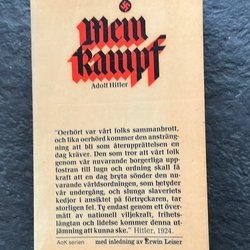 Mein
Kampf
Adolf Hitler
"Oerhört var vårt folks sammanbrott,
och lika oerhörd kommer den ansträng-
ning att bli som återupprättelsen en
dag kräver. Den som tror att vårt folk
genom vår nuvarande borgerliga upp-
fostran till lugn och ordning skall få
kraft att en dag bryta sönder den nu-
varande världsordningen, som betyder
vår undergång, och slunga slaveriets
kedjor i ansiktet på förtryckaren, tar
storligen fel. Ty endast genom ett över-
mått av nationell viljekraft, frihets-
längtan och lidelse kommer denna ut-
jämning att kunna ske." Hitler, 1924.
AoK serien
med inledning av Erwin Leiser